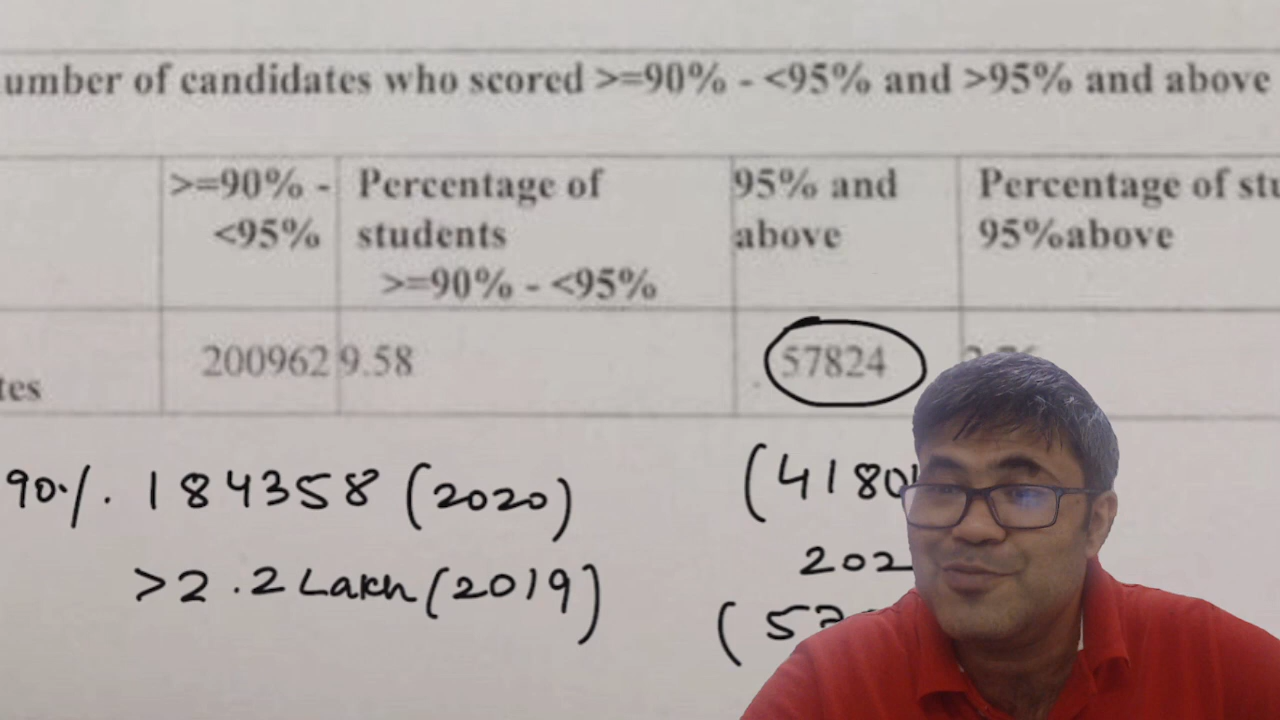 umber of candidates who scored >=90% - <95% and >95% and above
>=90% - <95%
Percentage of students >=90% - <95%
95% and above
Percentage of stu 95%above
tes
200962
9.58
57824
90%. 184358 (2020)
>2.2 Lakh (2019)
(4180
202
(53